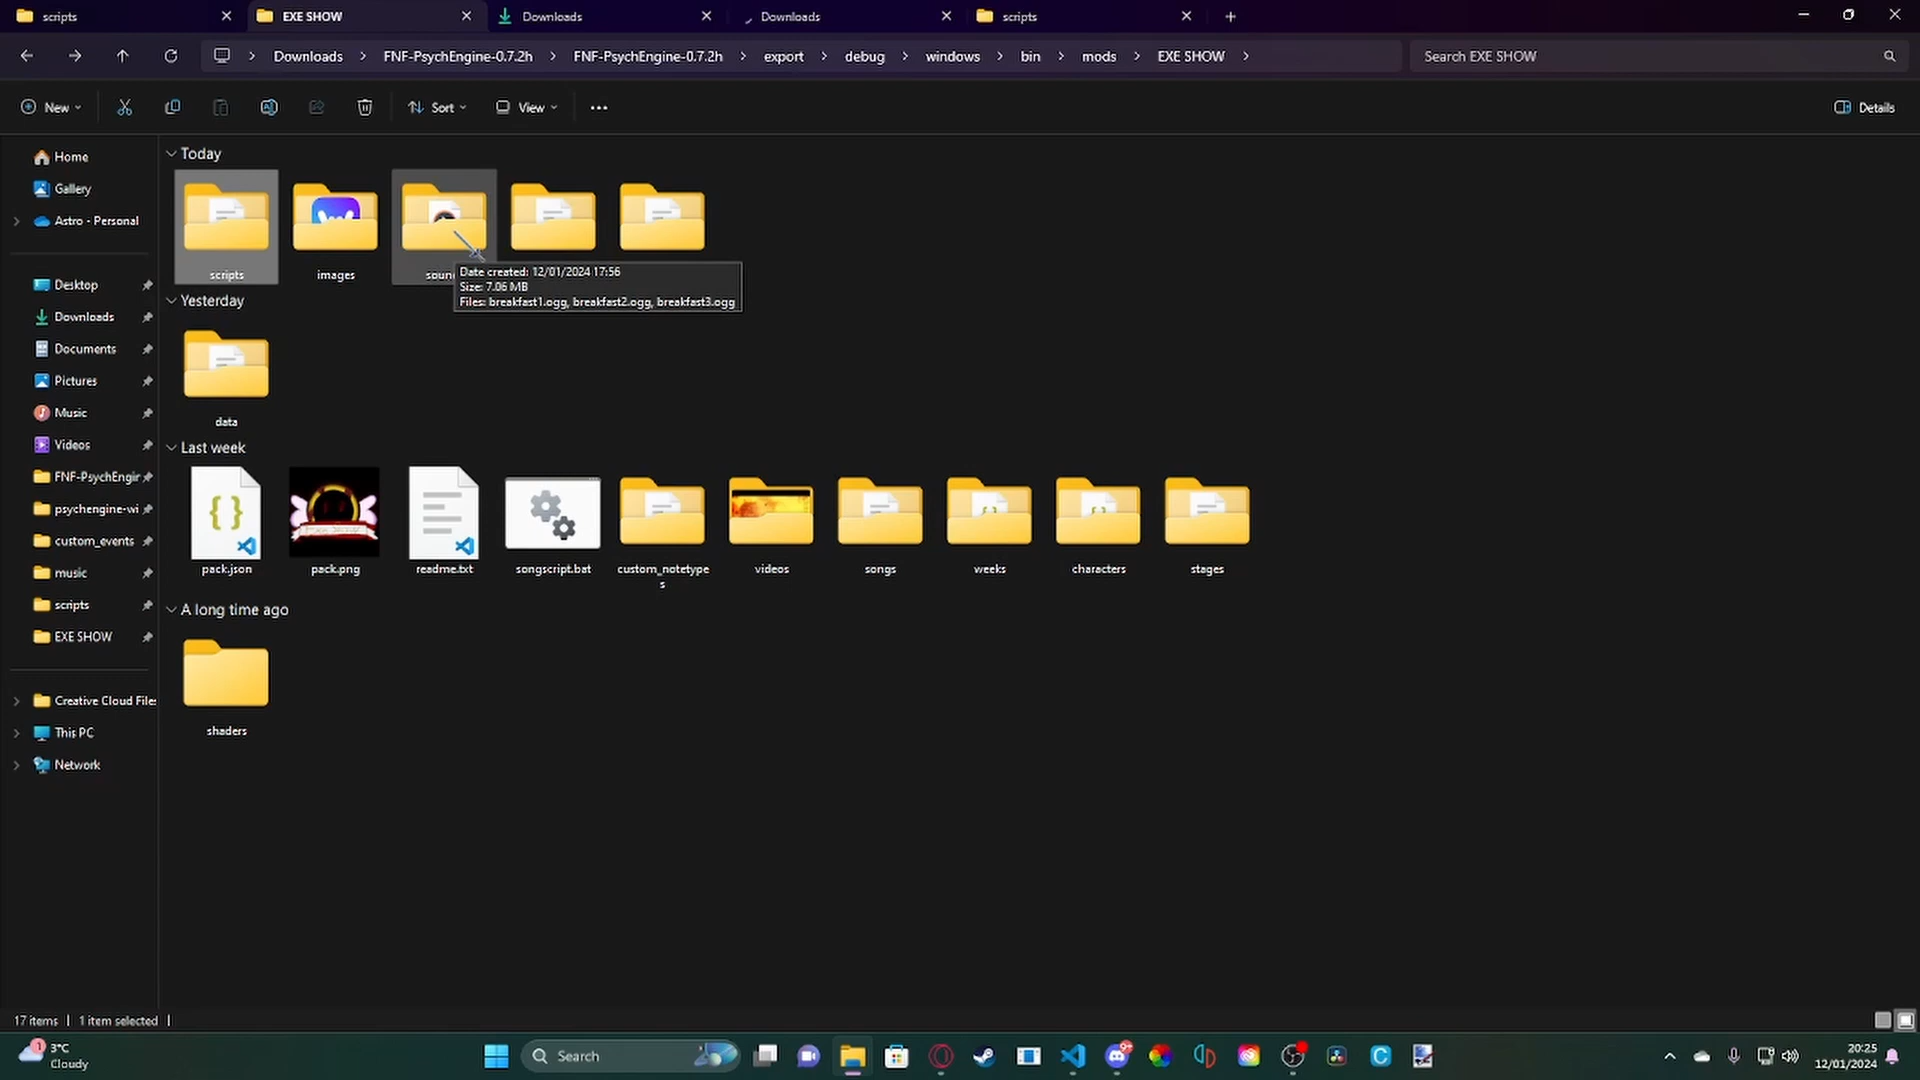 scripts
EXE SHOW
Downloads
Downloads
scripts
Downloads
FNF-PsychEngine-0.7.2h
FNF-PsychEngine-0.7.2h
export
debug
windows
bin
mods
EXE SHOW
Search EXE SHOW
New
Sort
View
Details
Home
Gallery
Astro - Personal
Desktop
Downloads
Documents
Pictures
Music
Videos
FNF-PsychEngin
psychengine-wi
custom_events
music
scripts
EXE SHOW
Creative Cloud Files
This PC
Network
Today
scripts
images
soun
Date created: 12/01/2024 17:56
Size: 7.06 MB
Files: breakfast1.ogg, breakfast2.ogg, breakfast3.ogg
Yesterday
data
Last week
pack.json
pack.png
readme.txt
songscript.bat
custom_notetype
s
videos
songs
weeks
characters
stages
A long time ago
shaders
17 items
1 item selected
1
3°C
Cloudy
Search
9+
20:25
12/01/2024